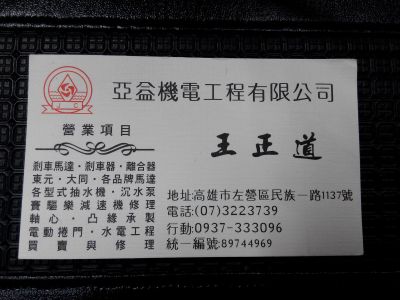 亞益機電工程有限公司
營業項目
剎車馬達・剎車器・離合器
東元・大同・各品牌馬達
各型式抽水機・沉水泵
賽驅樂減速機修理
軸心・凸緣承製
電動捲門・水電工程
買賣與修理
王正道
地址:高雄市左營區民族一路1137號
電話:(07)3223739
行動:0937-333096
統一編號:89744969